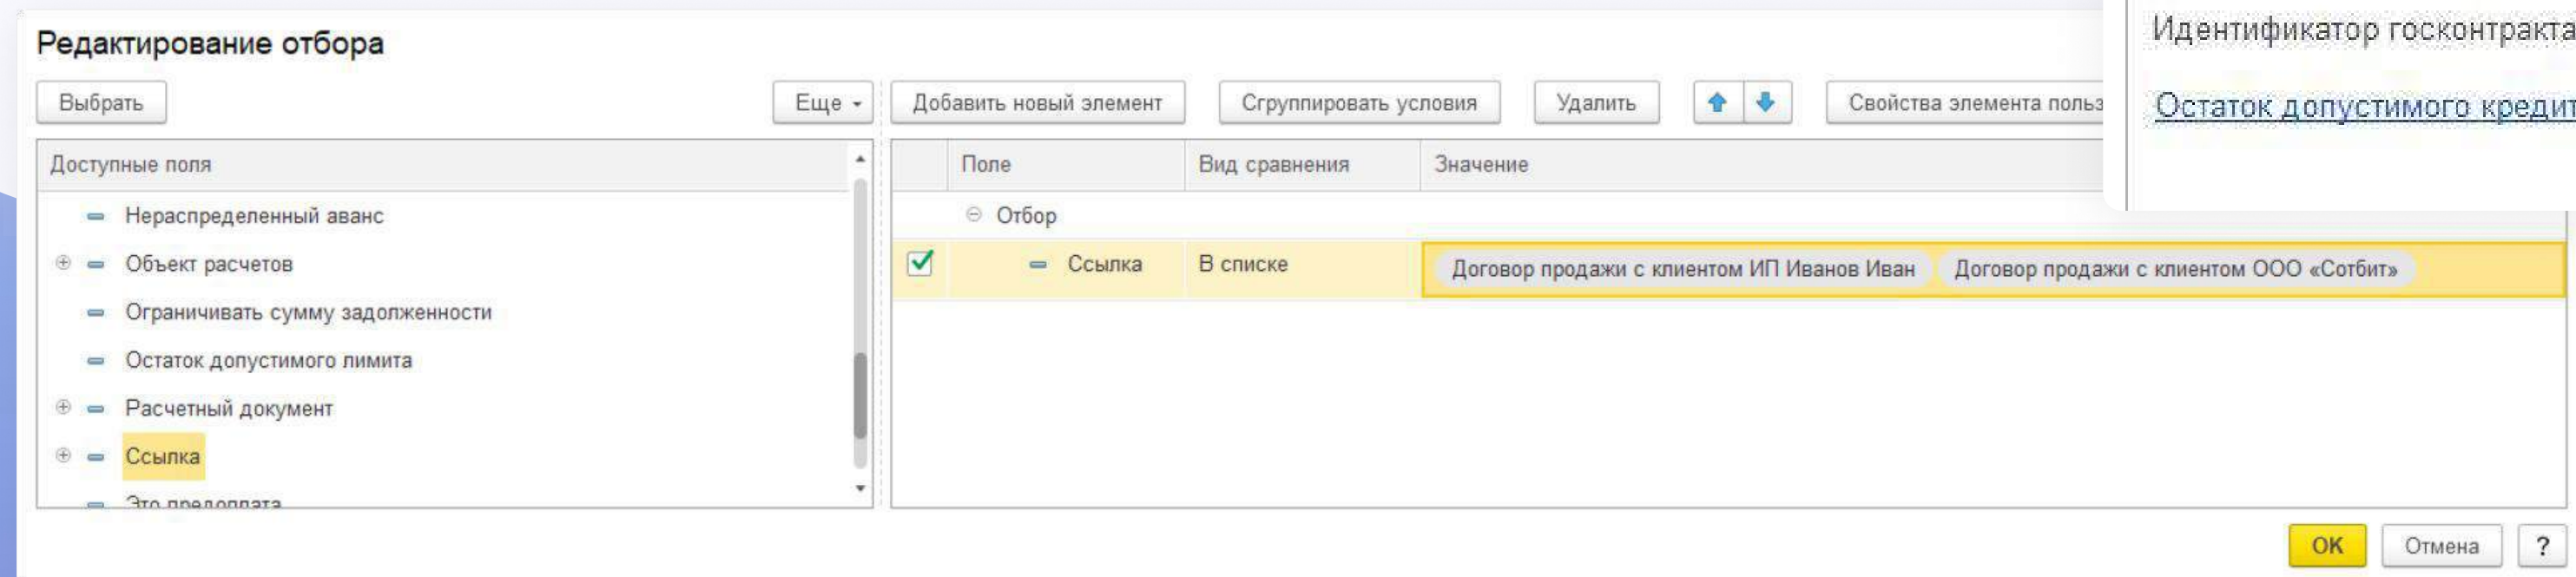 Редактирование отбора
Выбрать
Еще
Доступные поля
Нераспределенный аванс
Объект расчетов
Ограничивать сумму задолженности
Остаток допустимого лимита
Расчетный документ
Ссылка
Это предоплата
Добавить новый элемент
Сгруппировать условия
Удалить
Свойства элемента польз
Поле Вид сравнения Значение
Отбор
Ссылка В списке Договор продажи с клиентом ИП Иванов Иван Договор продажи с клиентом ООО «Сотбит»
Идентификатор госконтракта
Остаток допустимого кредит
ОК Отмена ?